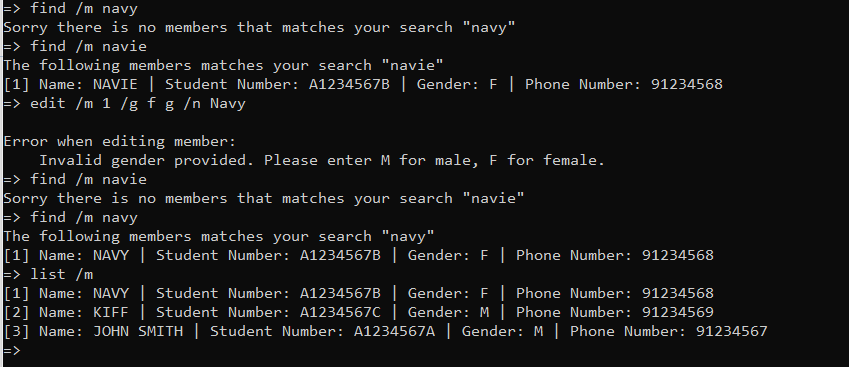 => find /m navy
Sorry there is no members that matches your search "navy"
=> find /m navie
The following members matches your search "navie"
[1] Name: NAVIE | Student Number: A1234567B | Gender: F | Phone Number: 91234568
=> edit /m 1 /g f g /n Navy
Error when editing member:
Invalid gender provided. Please enter M for male, F for female.
=> find /m navie
Sorry there is no members that matches your search "navie"
=> find /m navy
The following members matches your search "navy"
[1] Name: NAVY | Student Number: A1234567B | Gender: F | Phone Number: 91234568
=> list /m
[1] Name: NAVY | Student Number: A1234567B | Gender: F | Phone Number: 91234568
[2] Name: KIFF | Student Number: A1234567C | Gender: M | Phone Number: 91234569
[3] Name: JOHN SMITH | Student Number: A1234567A | Gender: M | Phone Number: 91234567
=>